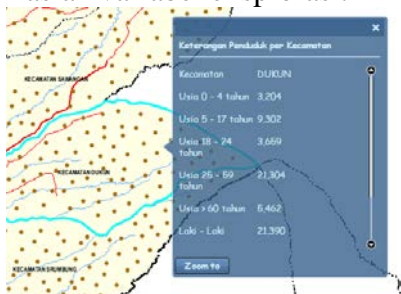 Keterangan Penduduk per Kecamatan
Kecamatan DUKUN
Usia 0 - 4 tahun 3,204
Usia 5 - 17 tahun 9,302
Usia 18 - 24 tahun 3,659
Usia 25 - 59 tahun 21,304
Usia > 60 tahun 5,462
Laki - Laki 21,390
Zoom to
KECAMATAN SAWANGAN
KECAMATAN DUKUN
KECAMATAN SRUMBUNG